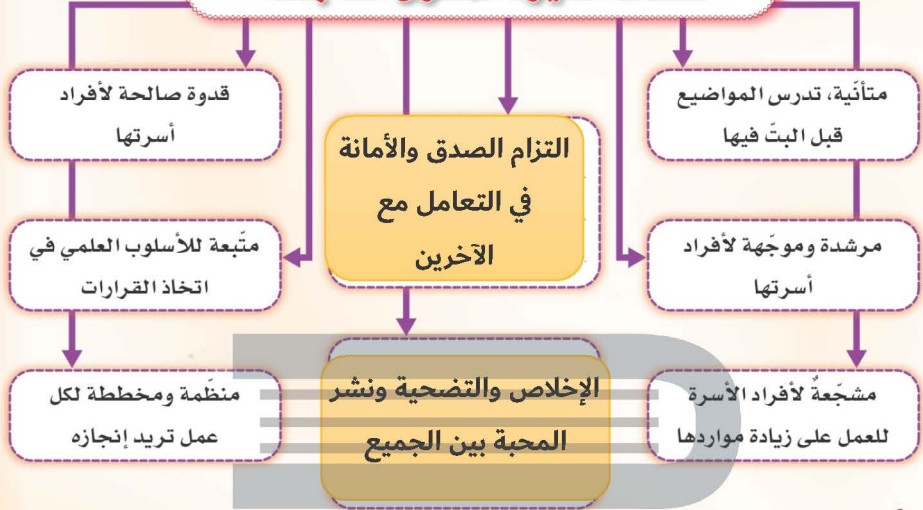 متأنّية، تدرس المواضيع
قبل البتّ فيها
التزام الصدق والأمانة
في التعامل مع
الآخرين
قدوة صالحة لأفراد
أسرتها
مرشدة وموجّهة لأفراد
أسرتها
متّبعة للأسلوب العلمي في
اتخاذ القرارات
مشجّعةٌ لأفراد الأسرة
للعمل على زيادة مواردها
الإخلاص والتضحية ونشر
المحبة بين الجميع
منظّمة ومخططة لكل
عمل تريد إنجازه